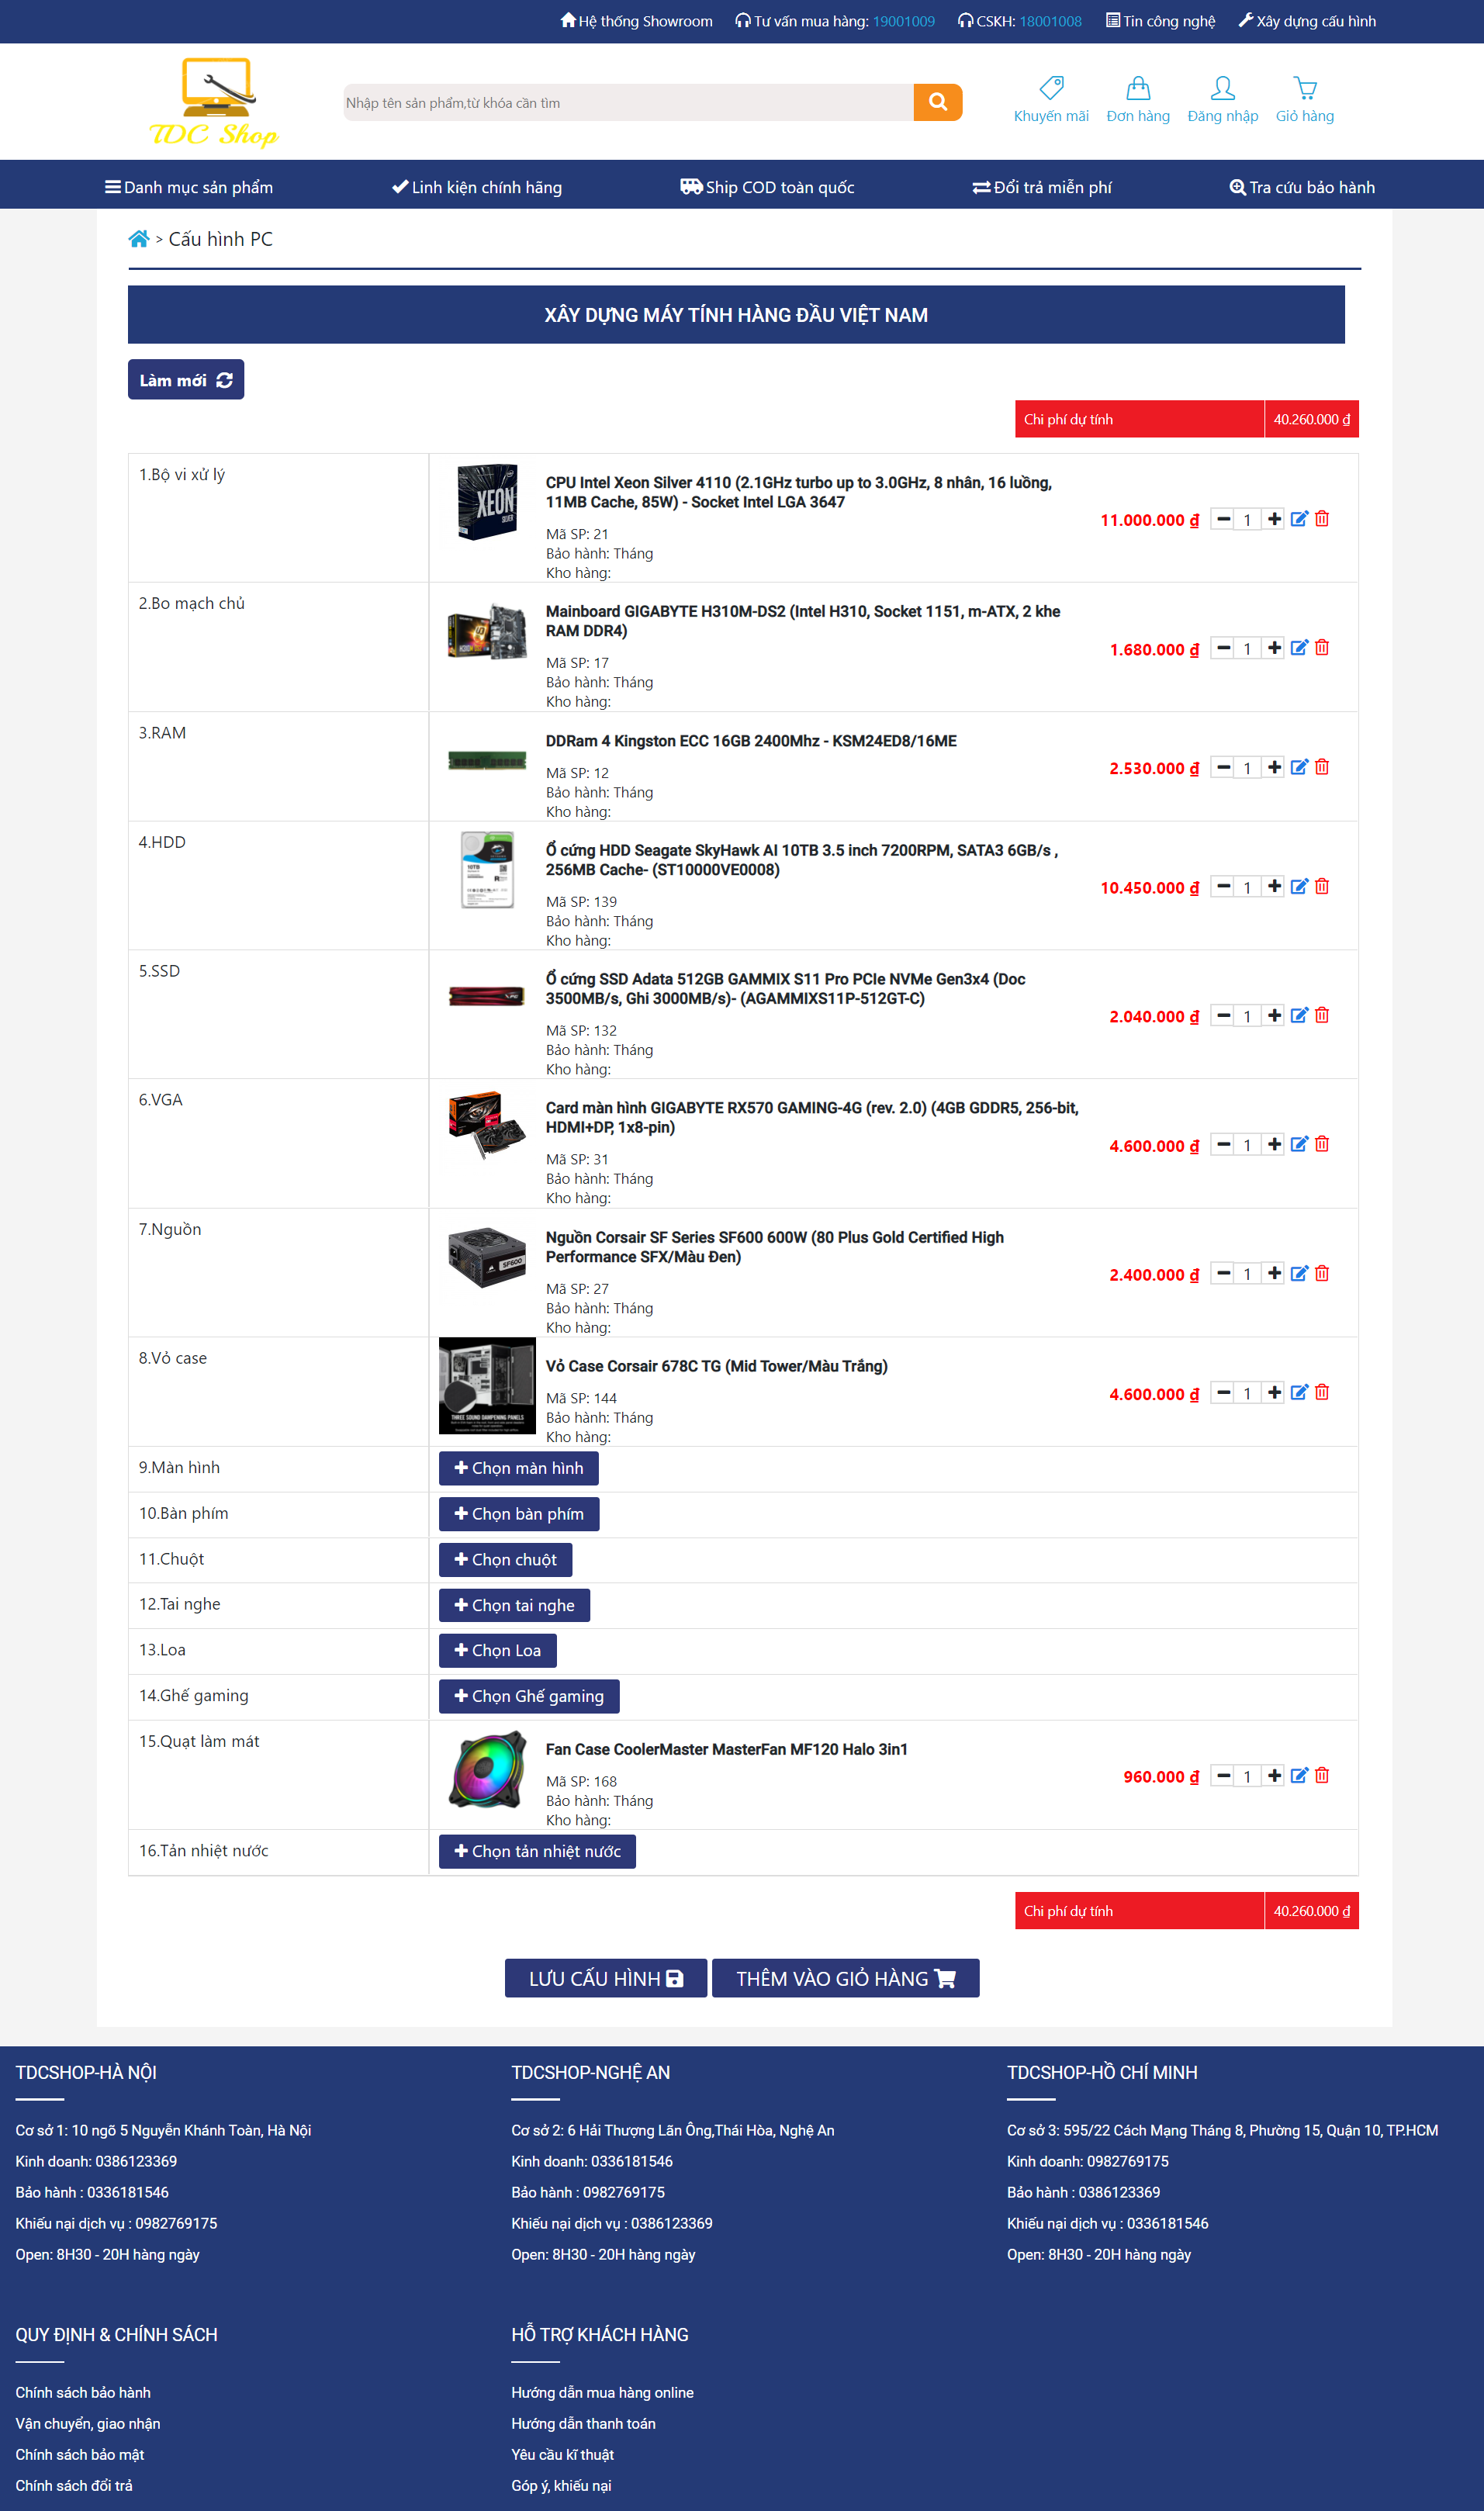 Hệ thống Showroom Tư vấn mua hàng: 19001009 CSKH: 18001008 Tin công nghệ Xây dựng cấu hình
TDC Shop
Nhập tên sản phẩm,từ khóa cần tìm
Khuyến mãi Đơn hàng Đăng nhập Giỏ hàng
Danh mục sản phẩm Linh kiện chính hãng Ship COD toàn quốc Đổi trả miễn phí Tra cứu bảo hành
> Cấu hình PC
XÂY DỰNG MÁY TÍNH HÀNG ĐẦU VIỆT NAM
Làm mới
Chi phí dự tính 40.260.000 ₫
1.Bộ vi xử lý
XEON
SILVER
CPU Intel Xeon Silver 4110 (2.1GHz turbo up to 3.0GHz, 8 nhân, 16 luồng,
11MB Cache, 85W) - Socket Intel LGA 3647
Mã SP: 21
Bảo hành: Tháng
Kho hàng:
11.000.000 ₫ 1
2.Bo mạch chủ
Mainboard GIGABYTE H310M-DS2 (Intel H310, Socket 1151, m-ATX, 2 khe
RAM DDR4)
Mã SP: 17
Bảo hành: Tháng
Kho hàng:
1.680.000 ₫ 1
3.RAM
DDRam 4 Kingston ECC 16GB 2400Mhz - KSM24ED8/16ME
Mã SP: 12
Bảo hành: Tháng
Kho hàng:
2.530.000 ₫ 1
4.HDD
10TB
Ổ cứng HDD Seagate SkyHawk AI 10TB 3.5 inch 7200RPM, SATA3 6GB/s ,
256MB Cache- (ST10000VE0008)
Mã SP: 139
Bảo hành: Tháng
Kho hàng:
10.450.000 ₫ 1
5.SSD
Ổ cứng SSD Adata 512GB GAMMIX S11 Pro PCIe NVMe Gen3x4 (Doc
3500MB/s, Ghi 3000MB/s)- (AGAMMIXS11P-512GT-C)
Mã SP: 132
Bảo hành: Tháng
Kho hàng:
2.040.000 ₫ 1
6.VGA
Card màn hình GIGABYTE RX570 GAMING-4G (rev. 2.0) (4GB GDDR5, 256-bit,
HDMI+DP, 1x8-pin)
Mã SP: 31
Bảo hành: Tháng
Kho hàng:
4.600.000 ₫ 1
7.Nguồn
SF600
Nguồn Corsair SF Series SF600 600W (80 Plus Gold Certified High
Performance SFX/Màu Đen)
Mã SP: 27
Bảo hành: Tháng
Kho hàng:
2.400.000 ₫ 1
8.Vỏ case
THREE SOUND DAMPENING PANELS
Vỏ Case Corsair 678C TG (Mid Tower/Màu Trắng)
Mã SP: 144
Bảo hành: Tháng
Kho hàng:
4.600.000 ₫ 1
9.Màn hình Chọn màn hình
10.Bàn phím Chọn bàn phím
11.Chuột Chọn chuột
12.Tai nghe Chọn tai nghe
13.Loa Chọn Loa
14.Ghế gaming Chọn Ghế gaming
15.Quạt làm mát
Fan Case CoolerMaster MasterFan MF120 Halo 3in1
Mã SP: 168
Bảo hành: Tháng
Kho hàng:
960.000 ₫ 1
16.Tản nhiệt nước Chọn tản nhiệt nước
Chi phí dự tính 40.260.000 ₫
LƯU CẤU HÌNH THÊM VÀO GIỎ HÀNG
TDCSHOP-HÀ NỘI
Cơ sở 1: 10 ngõ 5 Nguyễn Khánh Toàn, Hà Nội
Kinh doanh: 0386123369
Bảo hành : 0336181546
Khiếu nại dịch vụ : 0982769175
Open: 8H30 - 20H hàng ngày
TDCSHOP-NGHỆ AN
Cơ sở 2: 6 Hải Thượng Lãn Ông,Thái Hòa, Nghệ An
Kinh doanh: 0336181546
Bảo hành : 0982769175
Khiếu nại dịch vụ : 0386123369
Open: 8H30 - 20H hàng ngày
TDCSHOP-HỒ CHÍ MINH
Cơ sở 3: 595/22 Cách Mạng Tháng 8, Phường 15, Quận 10, TP.HCM
Kinh doanh: 0982769175
Bảo hành : 0386123369
Khiếu nại dịch vụ : 0336181546
Open: 8H30 - 20H hàng ngày
QUY ĐỊNH & CHÍNH SÁCH
Chính sách bảo hành
Vận chuyển, giao nhận
Chính sách bảo mật
Chính sách đổi trả
HỖ TRỢ KHÁCH HÀNG
Hướng dẫn mua hàng online
Hướng dẫn thanh toán
Yêu cầu kĩ thuật
Góp ý, khiếu nại